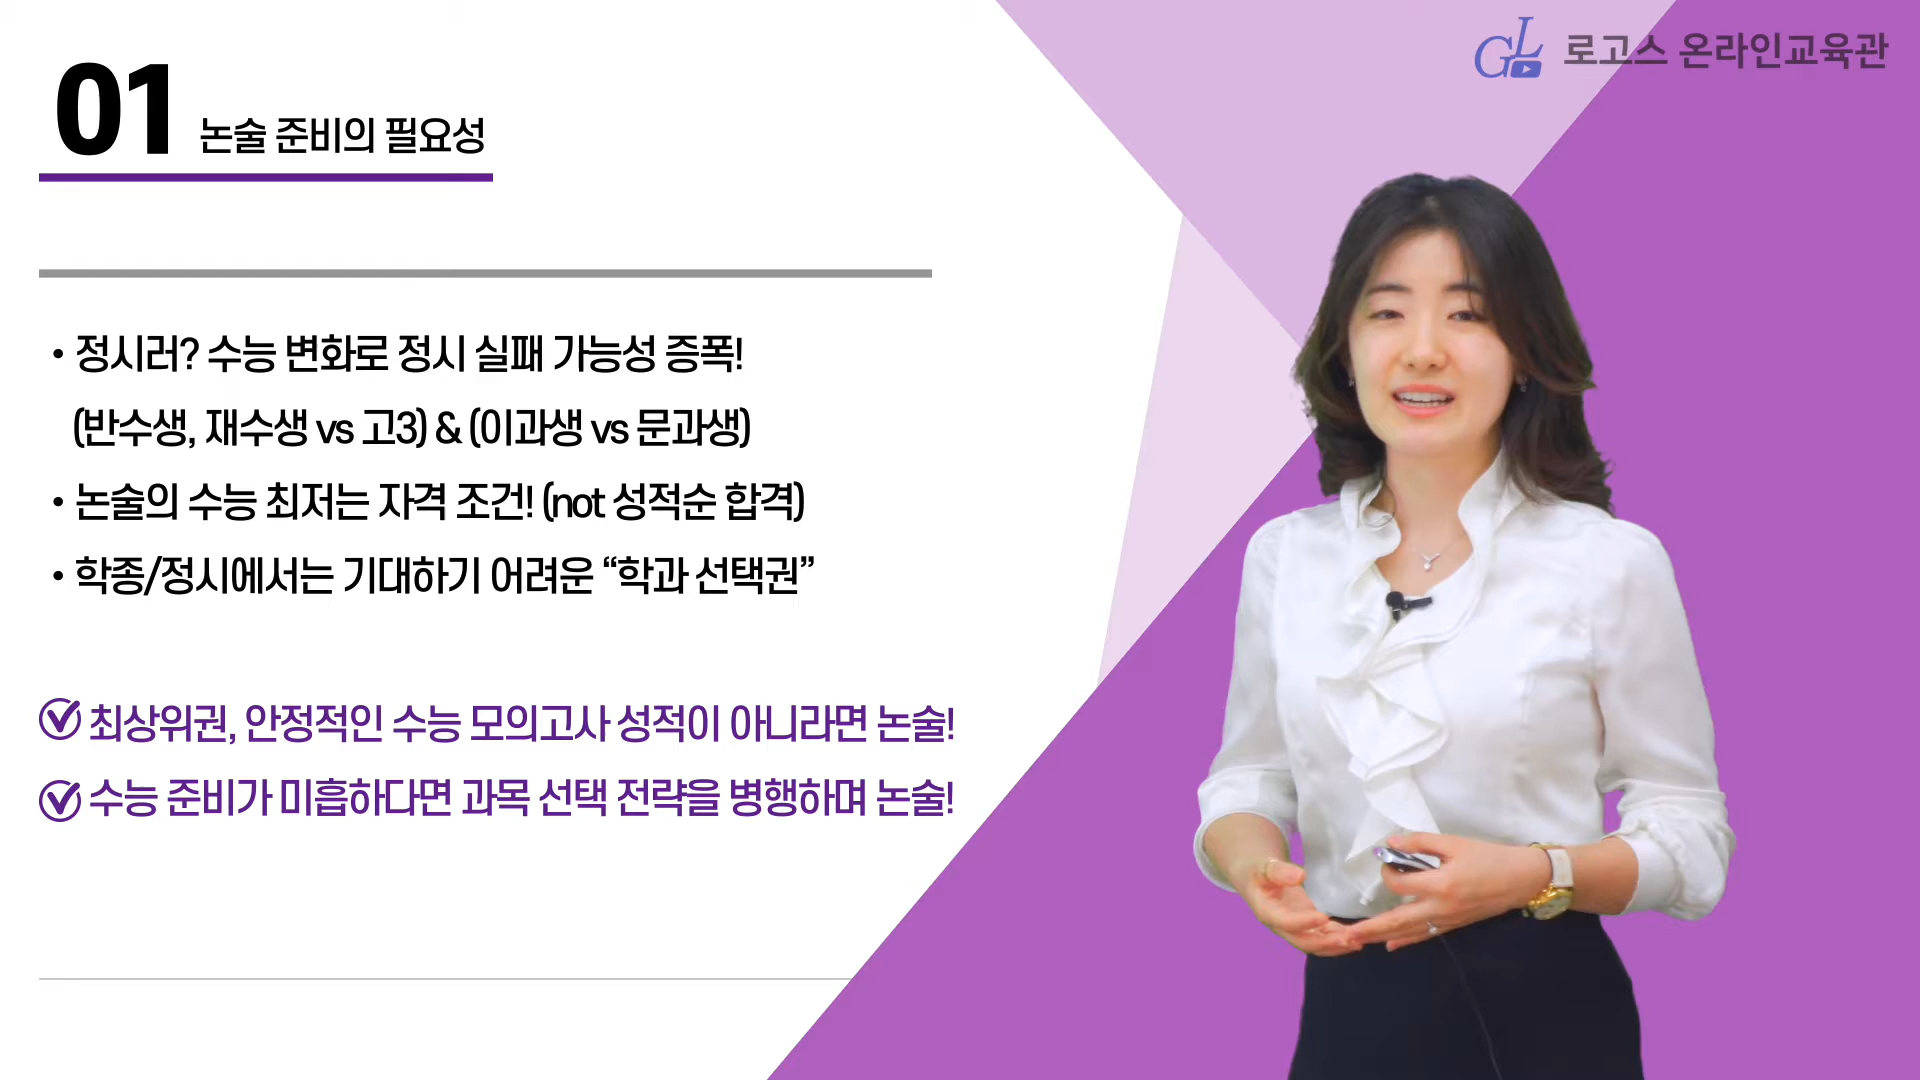 01 논술 준비의 필요성
GL 로고스 온라인교육관
• 정시러? 수능 변화로 정시 실패 가능성 증폭!
(반수생, 재수생 vs 고3) & (이과생 vs 문과생)
• 논술의 수능 최저는 자격 조건! (not 성적순 합격)
• 학종/정시에서는 기대하기 어려운 “학과 선택권”
최상위권, 안정적인 수능 모의고사 성적이 아니라면 논술!
수능 준비가 미흡하다면 과목 선택 전략을 병행하며 논술!